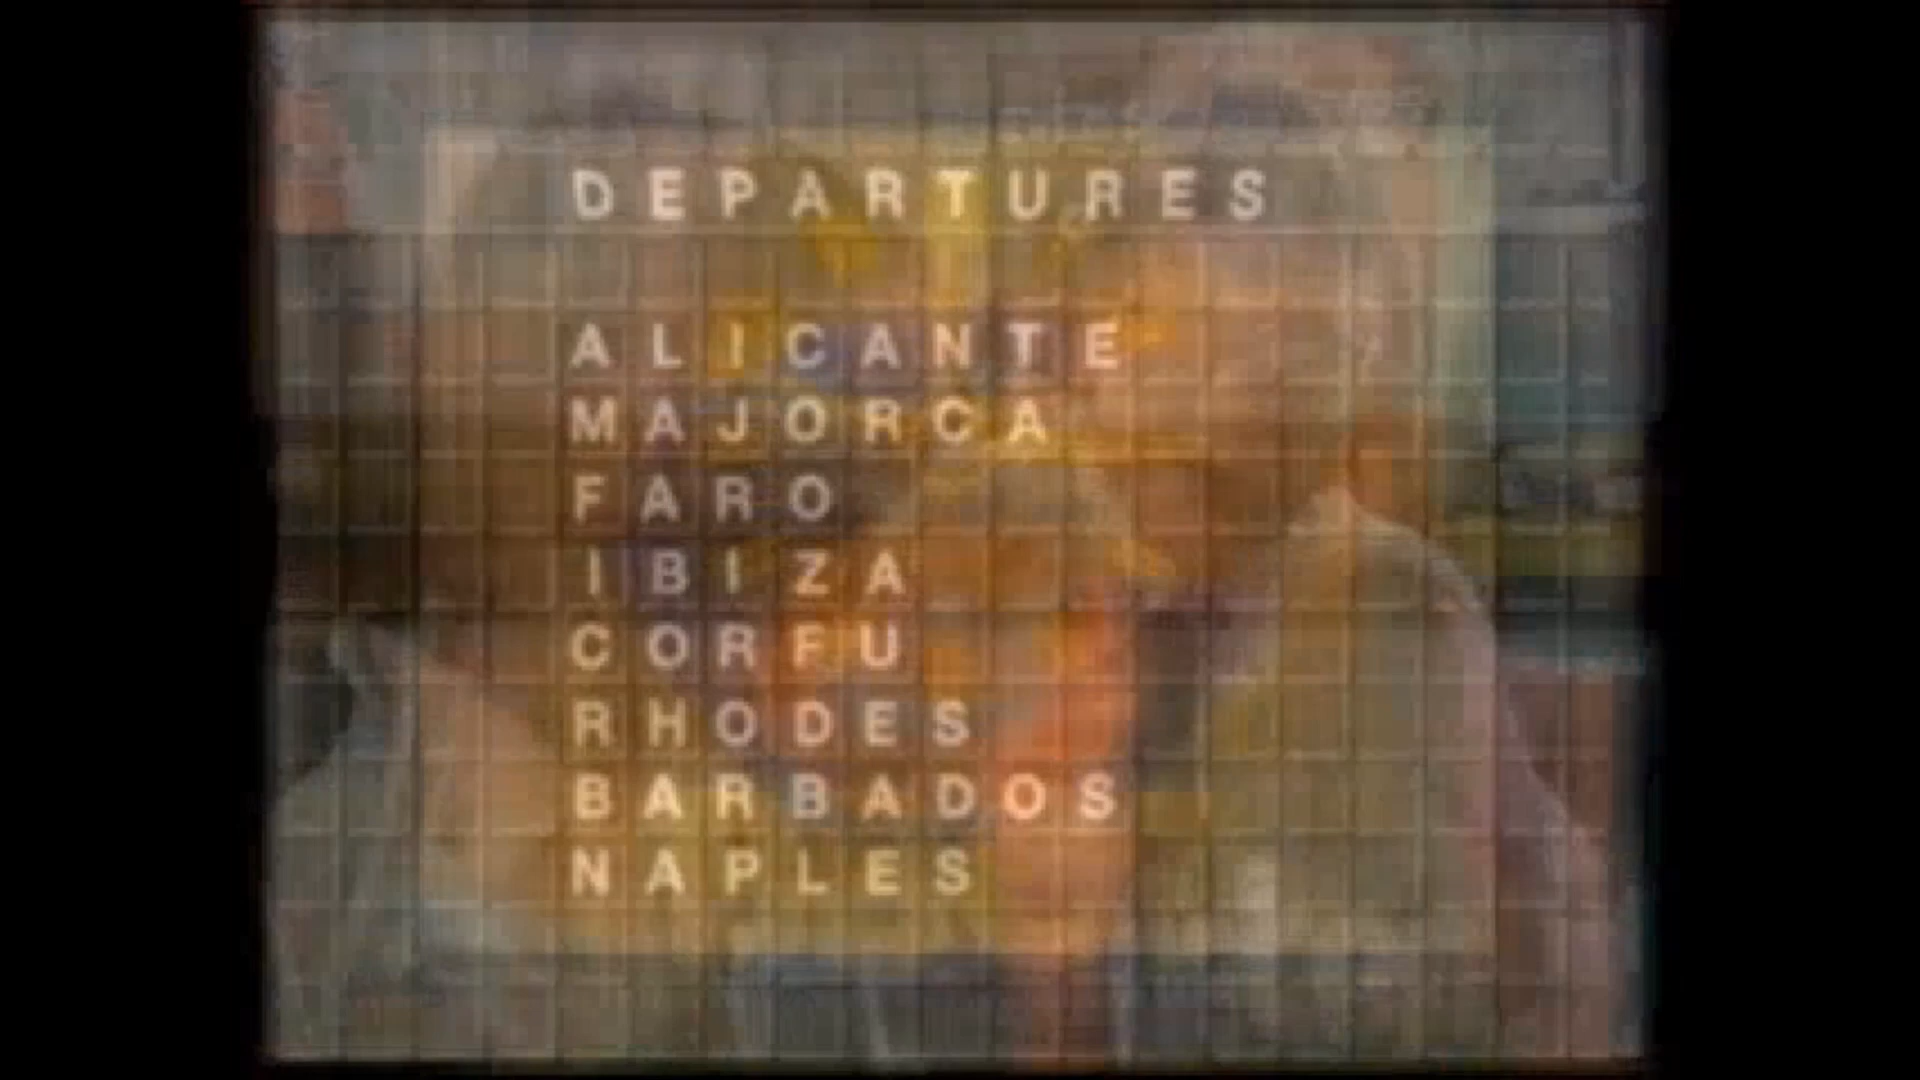 DEPARTURES
ALICANTE
MAJORCA
FARO
IBIZA
CORFU
RHODES
BARBADOS
NAPLES